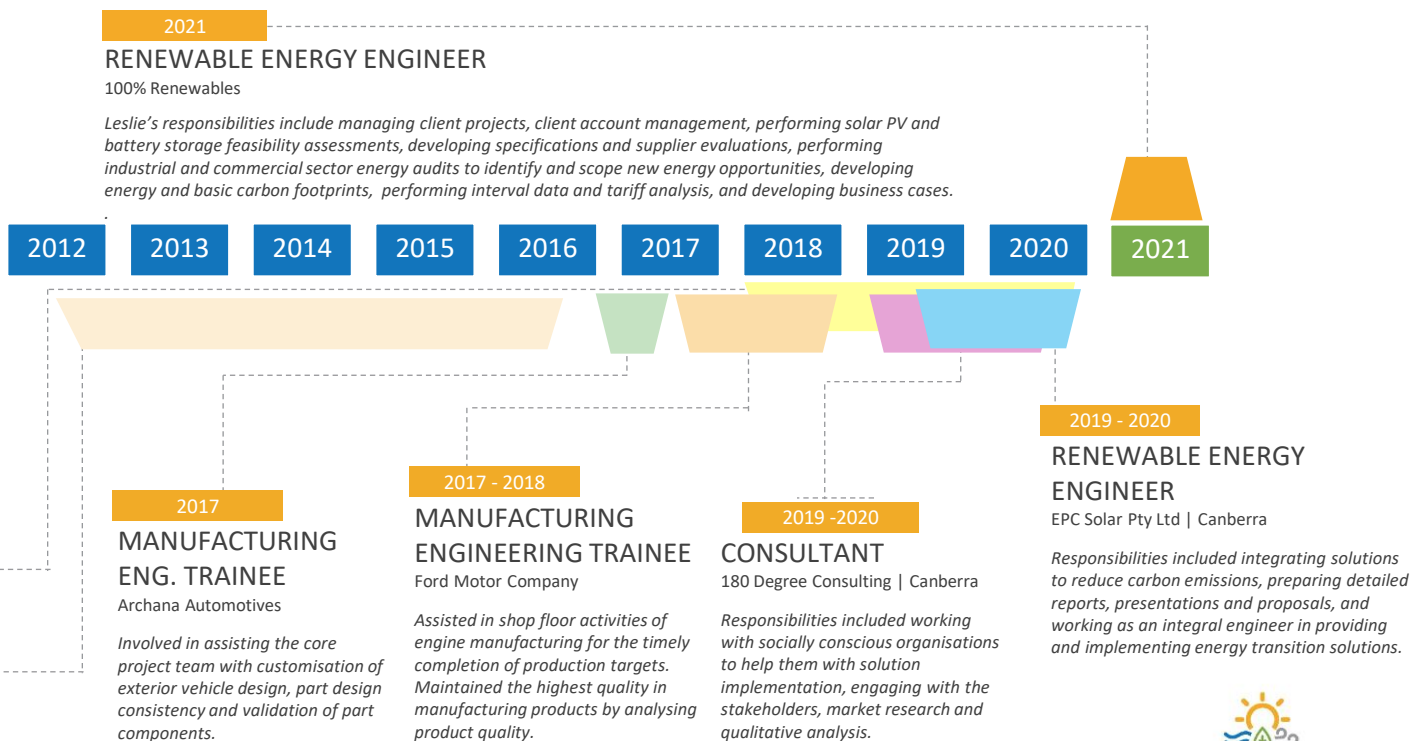 2021
RENEWABLE ENERGY ENGINEER
100% Renewables
Leslie's responsibilities include managing client projects, client account management, performing solar PV and
battery storage feasibility assessments, developing specifications and supplier evaluations, performing
industrial and commercial sector energy audits to identify and scope new energy opportunities, developing
energy and basic carbon footprints, performing interval data and tariff analysis, and developing business cases.
.
2012 2013 2014 2015 2016 2017 2018 2019 2020 2021
2017
MANUFACTURING
ENG. TRAINEE
Archana Automotives
Involved in assisting the core
project team with customisation of
exterior vehicle design, part design
consistency and validation of part
components.
2017 - 2018
MANUFACTURING
ENGINEERING TRAINEE
Ford Motor Company
Assisted in shop floor activities of
engine manufacturing for the timely
completion of production targets.
Maintained the highest quality in
manufacturing products by analysing
product quality.
2019 -2020
CONSULTANT
180 Degree Consulting | Canberra
Responsibilities included working
with socially conscious organisations
to help them with solution
implementation, engaging with the
stakeholders, market research and
qualitative analysis.
2019 - 2020
RENEWABLE ENERGY
ENGINEER
EPC Solar Pty Ltd | Canberra
Responsibilities included integrating solutions
to reduce carbon emissions, preparing detailed
reports, presentations and proposals, and
working as an integral engineer in providing
and implementing energy transition solutions.